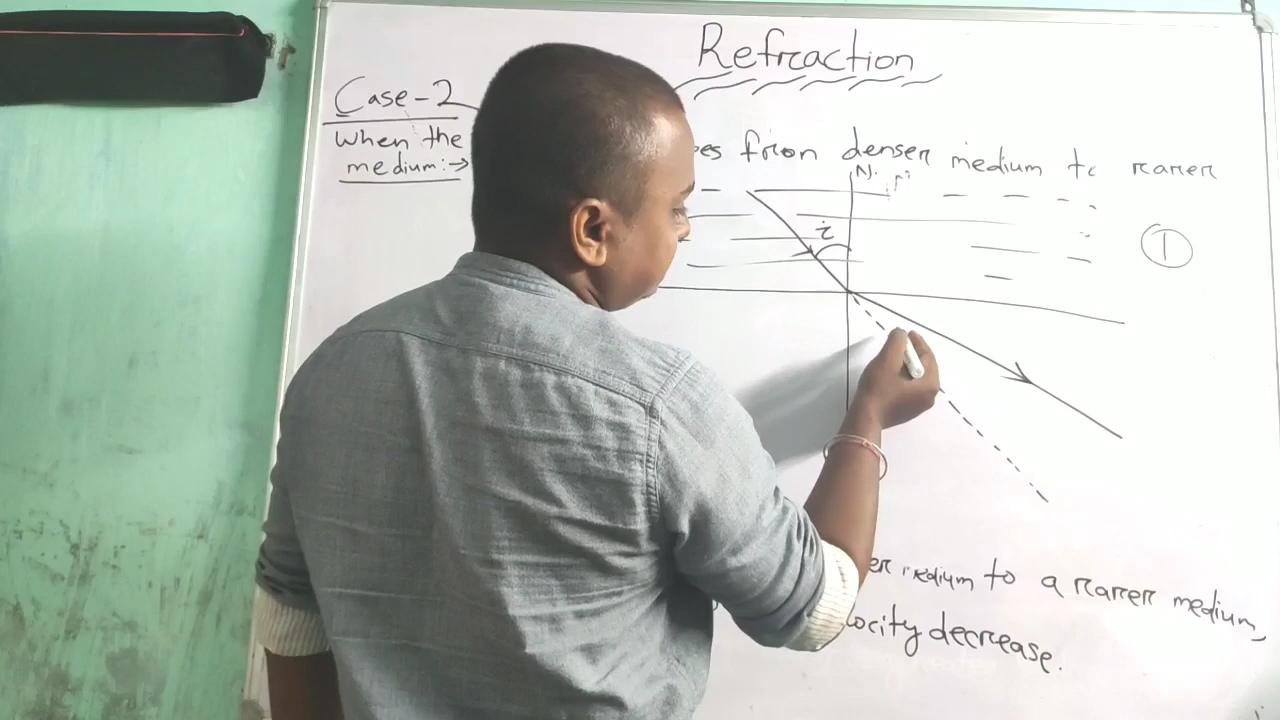 Refraction
Case-2
When the es from denser medium to rarer
medium:→
N.
i
1
er medium to a rarer medium,
locity decrease.